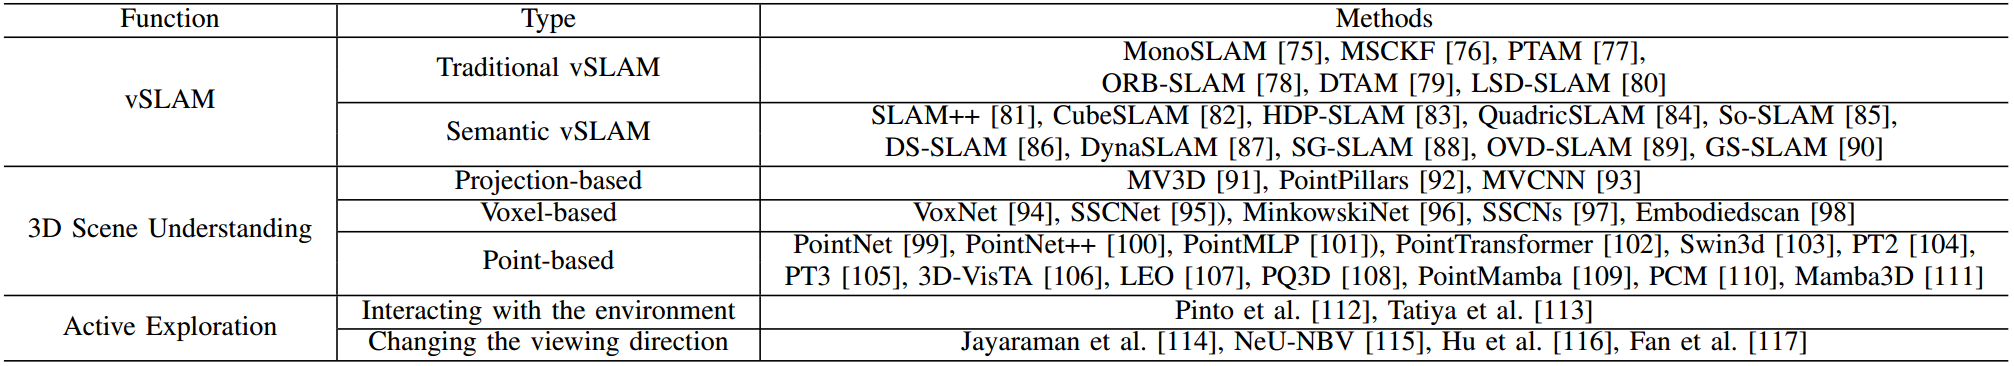 Function Type Methods
vSLAM
Traditional vSLAM
MonoSLAM [75], MSCKF [76], PTAM [77],
ORB-SLAM [78], DTAM [79], LSD-SLAM [80]
Semantic vSLAM
SLAM++ [81], CubeSLAM [82], HDP-SLAM [83], QuadricSLAM [84], So-SLAM [85],
DS-SLAM [86], DynaSLAM [87], SG-SLAM [88], OVD-SLAM [89], GS-SLAM [90]
3D Scene Understanding
Projection-based
MV3D [91], PointPillars [92], MVCNN [93]
Voxel-based
VoxNet [94], SSCNet [95]), MinkowskiNet [96], SSCNs [97], Embodiedscan [98]
Point-based
PointNet [99], PointNet++ [100], PointMLP [101]), PointTransformer [102], Swin3d [103], PT2 [104],
PT3 [105], 3D-VisTA [106], LEO [107], PQ3D [108], PointMamba [109], PCM [110], Mamba3D [111]
Active Exploration
Interacting with the environment
Pinto et al. [112], Tatiya et al. [113]
Changing the viewing direction
Jayaraman et al. [114], NeU-NBV [115], Hu et al. [116], Fan et al. [117]